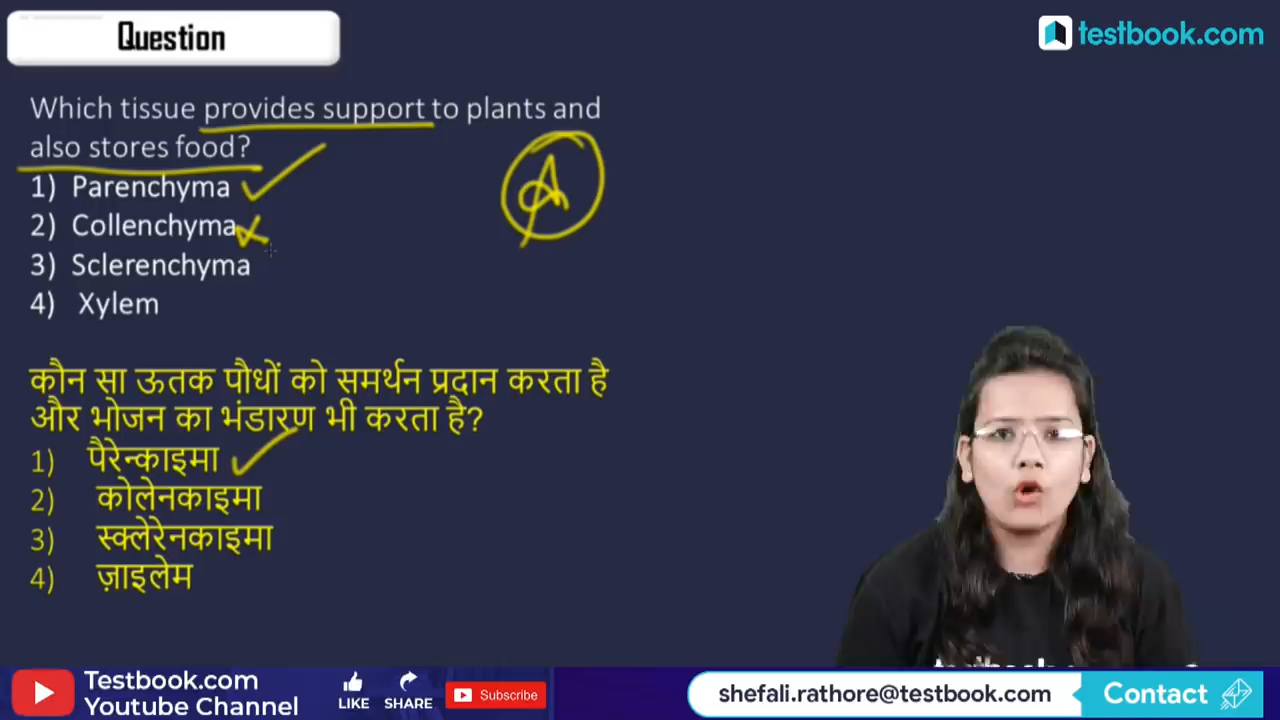 Question
testbook.com
Which tissue provides support to plants and
also stores food?
1) Parenchyma
2) Collenchyma
3) Sclerenchyma
4) Xylem
A
कौन सा ऊतक पौधों को समर्थन प्रदान करता है
और भोजन का भंडारण भी करता है?
1) पैरेन्काइमा
2) कोलेनकाइमा
3) स्क्लेरेनकाइमा
4) ज़ाइलेम
Testbook.com
YouTube Channel
LIKE
SHARE
Subscribe
shefali.rathore@testbook.com
Contact